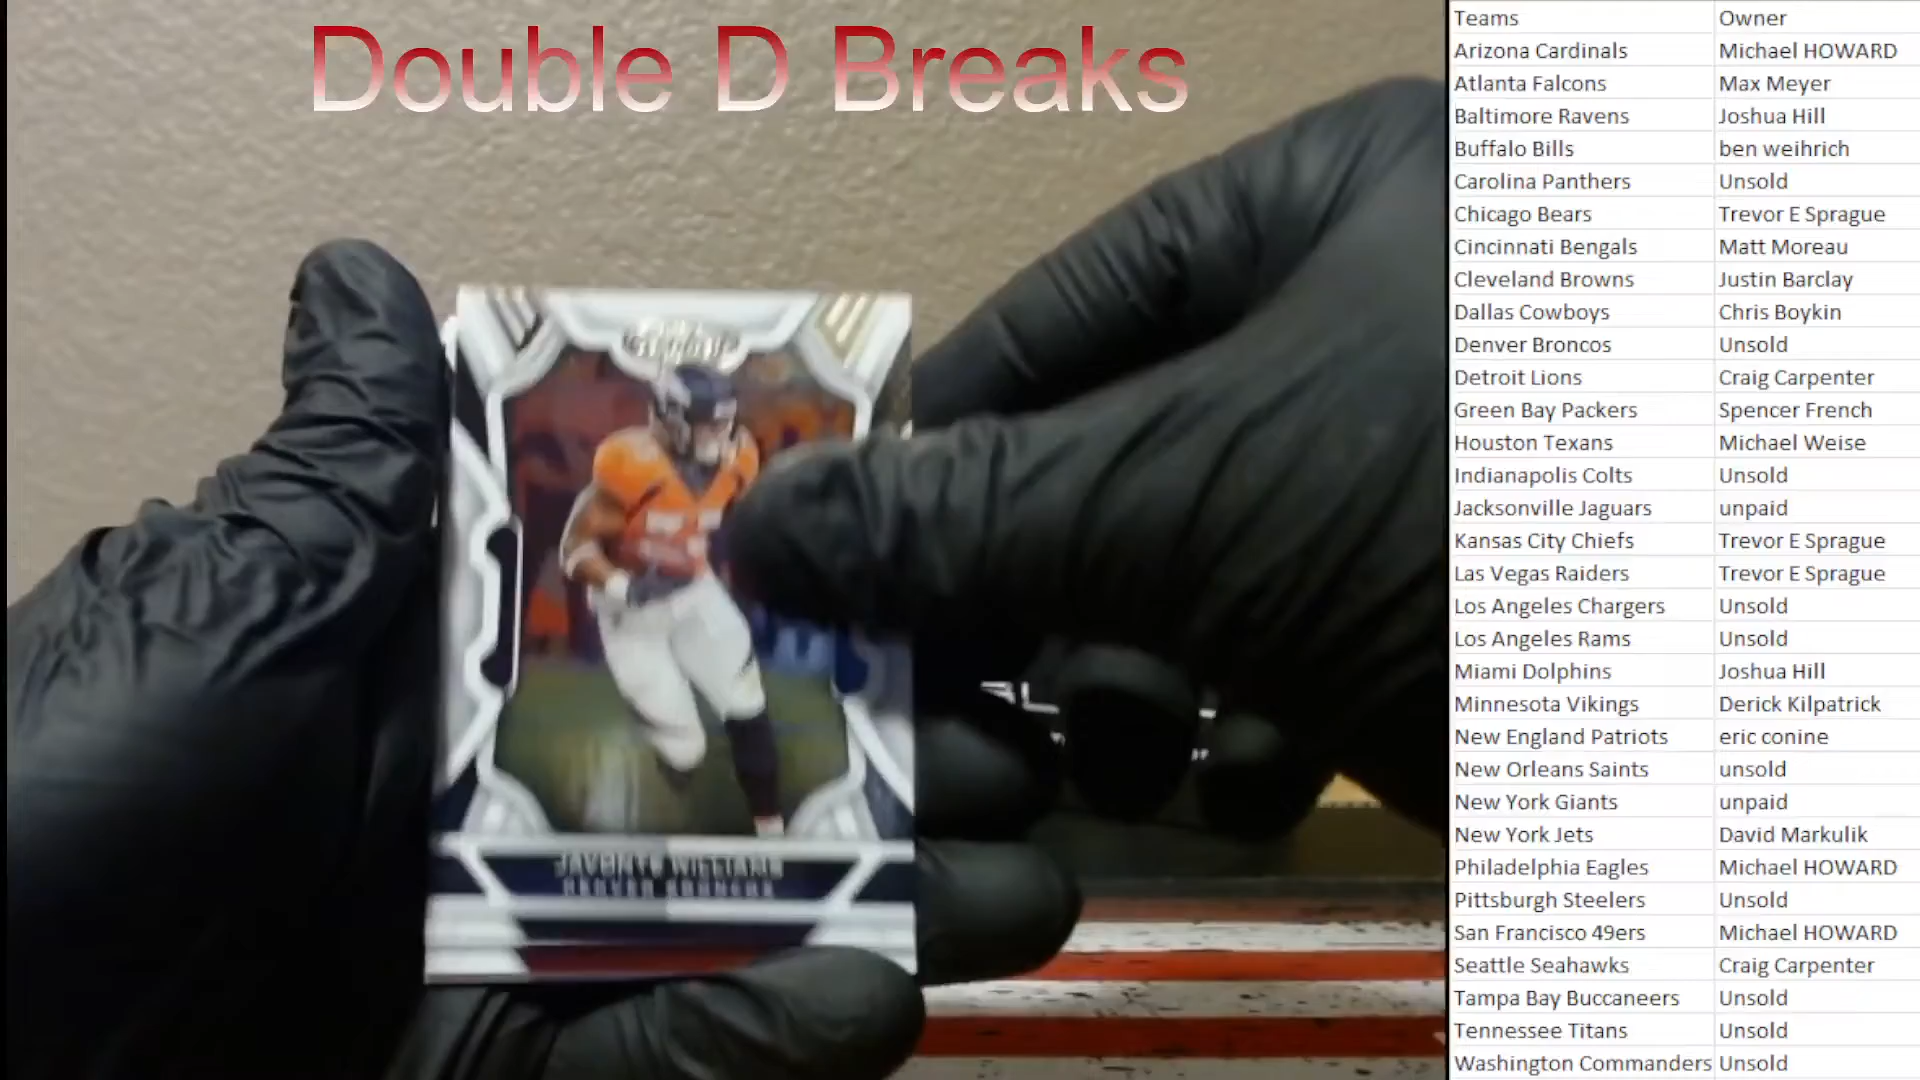 Double D Breaks
JAVONTE WILLIAMS
DENVER BRONCOS
Teams Owner
Arizona Cardinals Michael HOWARD
Atlanta Falcons Max Meyer
Baltimore Ravens Joshua Hill
Buffalo Bills ben weihrich
Carolina Panthers Unsold
Chicago Bears Trevor E Sprague
Cincinnati Bengals Matt Moreau
Cleveland Browns Justin Barclay
Dallas Cowboys Chris Boykin
Denver Broncos Unsold
Detroit Lions Craig Carpenter
Green Bay Packers Spencer French
Houston Texans Michael Weise
Indianapolis Colts Unsold
Jacksonville Jaguars unpaid
Kansas City Chiefs Trevor E Sprague
Las Vegas Raiders Trevor E Sprague
Los Angeles Chargers Unsold
Los Angeles Rams Unsold
Miami Dolphins Joshua Hill
Minnesota Vikings Derick Kilpatrick
New England Patriots eric conine
New Orleans Saints unsold
New York Giants unpaid
New York Jets David Markulik
Philadelphia Eagles Michael HOWARD
Pittsburgh Steelers Unsold
San Francisco 49ers Michael HOWARD
Seattle Seahawks Craig Carpenter
Tampa Bay Buccaneers Unsold
Tennessee Titans Unsold
Washington Commanders Unsold